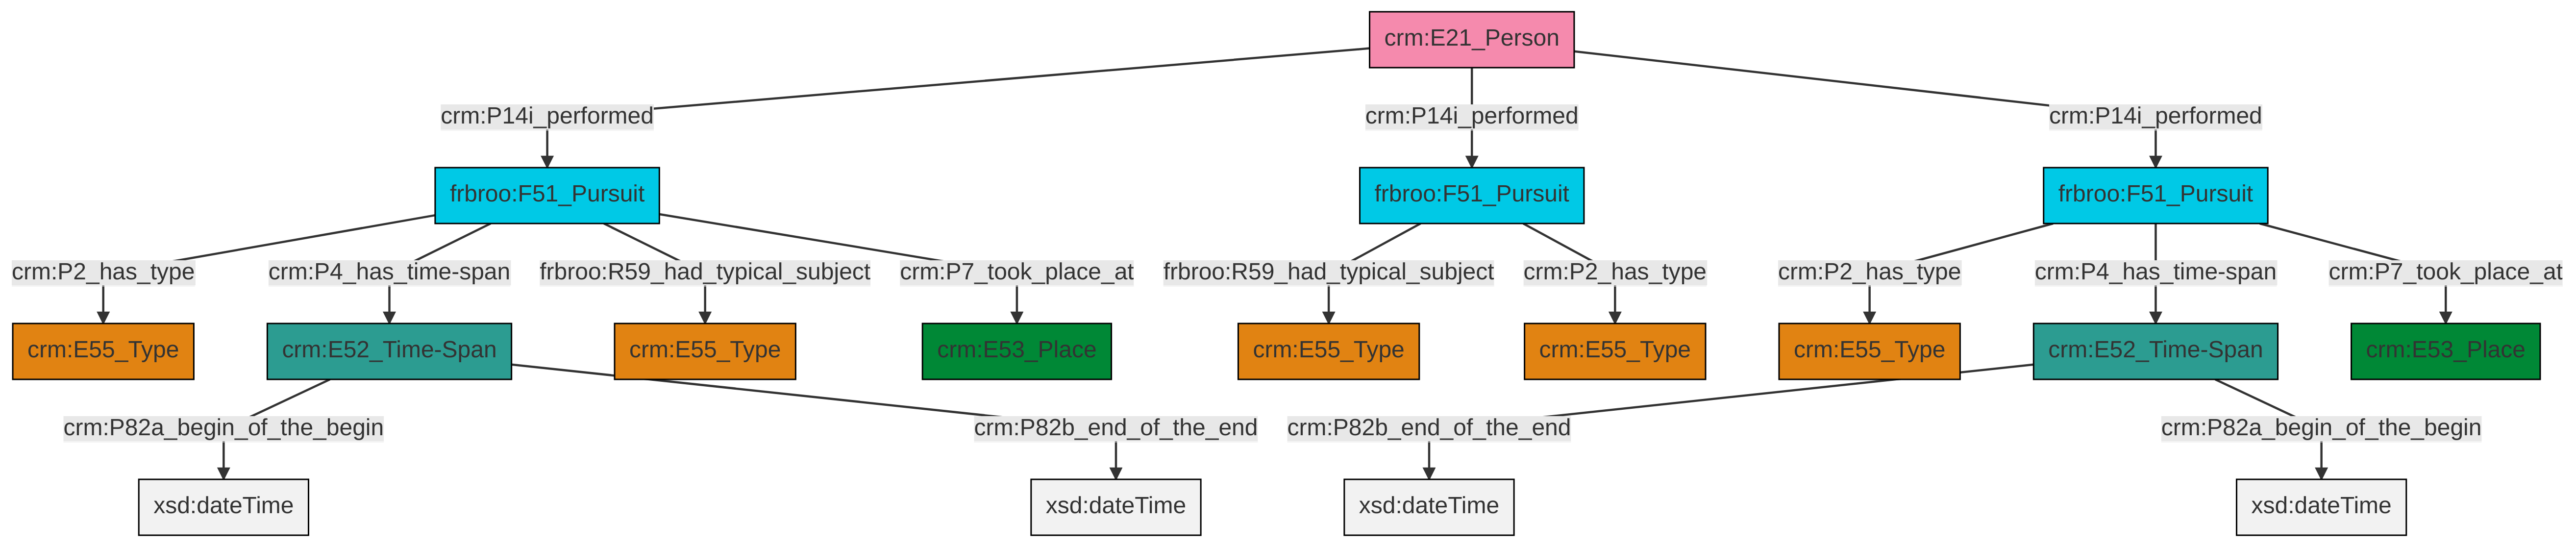 crm:E21_Person
crm:P14i_performed crm:P14i_performed crm:P14i_performed
frbroo:F51_Pursuit frbroo:F51_Pursuit frbroo:F51_Pursuit
crm:P2_has_type crm:P4_has_time-span frbroo:R59_had_typical_subject crm:P7_took_place_at frbroo:R59_had_typical_subject crm:P2_has_type crm:P2_has_type crm:P4_has_time-span crm:P7_took_place_at
crm:E55_Type crm:E52_Time-Span crm:E55_Type crm:E53_Place crm:E55_Type crm:E55_Type crm:E55_Type crm:E52_Time-Span crm:E53_Place
crm:P82a_begin_of_the_begin crm:P82b_end_of_the_end crm:P82b_end_of_the_end crm:P82a_begin_of_the_begin
xsd:dateTime xsd:dateTime xsd:dateTime xsd:dateTime